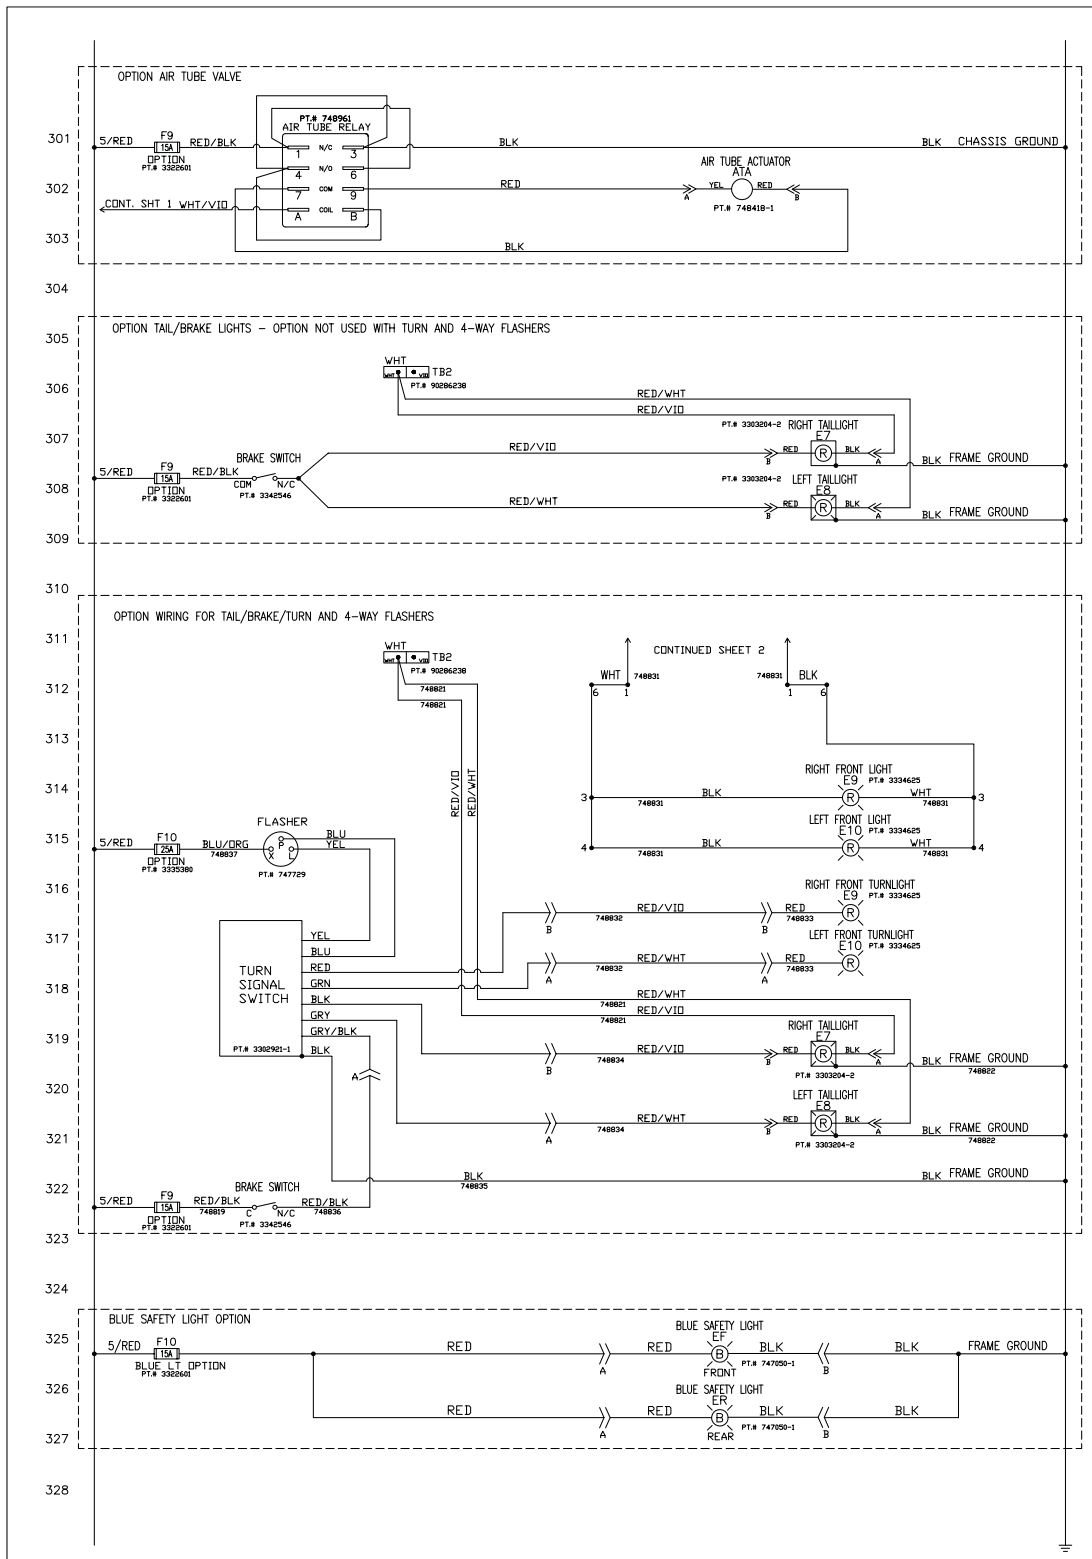 OPTION AIR TUBE VALVE
301
5/RED
F9
15A
OPTION
PT.# 3322601
RED/BLK
PT.# 748961
AIR TUBE RELAY
1 N/C 3
4 N/O 6
7 COM 9
A COIL B
BLK
BLK CHASSIS GROUND
302
CONT. SHT 1 WHT/VIO
RED
AIR TUBE ACTUATOR
ATA
A YEL RED B
PT.# 748418-1
303
BLK
304
305
OPTION TAIL/BRAKE LIGHTS - OPTION NOT USED WITH TURN AND 4-WAY FLASHERS
306
WHT
WHT VIO TB2
PT.# 90286238
RED/WHT
RED/VIO
307
PT.# 3303204-2 RIGHT TAILLIGHT
E7
RED/VIO
B RED R BLK A
BLK FRAME GROUND
308
5/RED
F9
15A
OPTION
PT.# 3322601
RED/BLK
BRAKE SWITCH
COM N/C
PT.# 3342546
PT.# 3303204-2 LEFT TAILLIGHT
E8
RED/WHT
B RED R BLK A
BLK FRAME GROUND
309
310
OPTION WIRING FOR TAIL/BRAKE/TURN AND 4-WAY FLASHERS
311
WHT
WHT VIO TB2
PT.# 90286238
CONTINUED SHEET 2
312
748821
748821
WHT 748831
6 1
748831 BLK
1 6
313
314
RED/VIO
RED/WHT
RIGHT FRONT LIGHT
E9 PT.# 3334625
3 BLK R WHT 3
748831 748831
LEFT FRONT LIGHT
E10 PT.# 3334625
4 BLK R WHT 4
748831 748831
315
5/RED
F10
25A
OPTION
PT.# 3335380
BLU/ORG
748837
FLASHER
P
X L
PT.# 747729
BLU
YEL
316
RIGHT FRONT TURNLIGHT
E9 PT.# 3334625
B RED/VIO B RED R
748832 748833
317
LEFT FRONT TURNLIGHT
E10 PT.# 3334625
A RED/WHT A RED R
748832 748833
TURN
SIGNAL
SWITCH
PT.# 3302921-1
YEL
BLU
RED
GRN
BLK
GRY
GRY/BLK
BLK
318
RED/WHT
748821
RED/VIO
748821
319
RIGHT TAILLIGHT
E7
B RED/VIO B RED R BLK A
748834
PT.# 3303204-2
BLK FRAME GROUND
748822
320
A
LEFT TAILLIGHT
E8
A RED/WHT B RED R BLK A
748834
PT.# 3303204-2
BLK FRAME GROUND
748822
321
322
BLK
748835
BLK FRAME GROUND
5/RED
F9
15A
OPTION
PT.# 3322601
RED/BLK
748819
BRAKE SWITCH
C N/C
PT.# 3342546
RED/BLK
748836
323
324
BLUE SAFETY LIGHT OPTION
325
5/RED
F10
15A
BLUE LT OPTION
PT.# 3322601
RED
A RED
BLUE SAFETY LIGHT
EF
B
FRONT
BLK
PT.# 747050-1
B BLK
FRAME GROUND
326
BLUE SAFETY LIGHT
ER
RED
A RED
B
REAR
BLK
PT.# 747050-1
B BLK
327
328